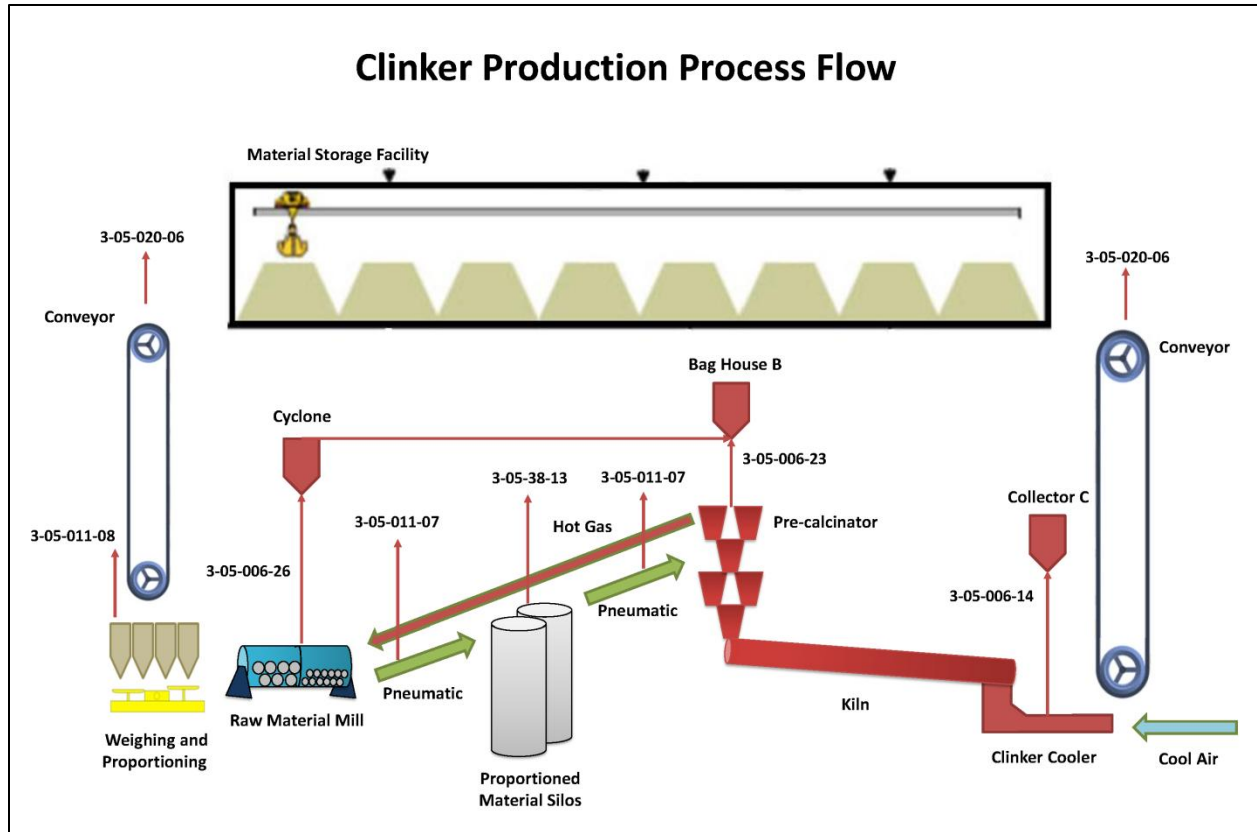 Clinker Production Process Flow
Material Storage Facility
3-05-020-06
3-05-020-06
Conveyor
Conveyor
Bag House B
Cyclone
3-05-006-23
3-05-38-13
3-05-011-07
Collector C
3-05-011-07
Hot Gas
Pre-calcinator
3-05-011-08
3-05-006-26
3-05-006-14
Pneumatic
Pneumatic
Raw Material Mill
Kiln
Weighing and
Proportioning
Clinker Cooler
Cool Air
Proportioned
Material Silos